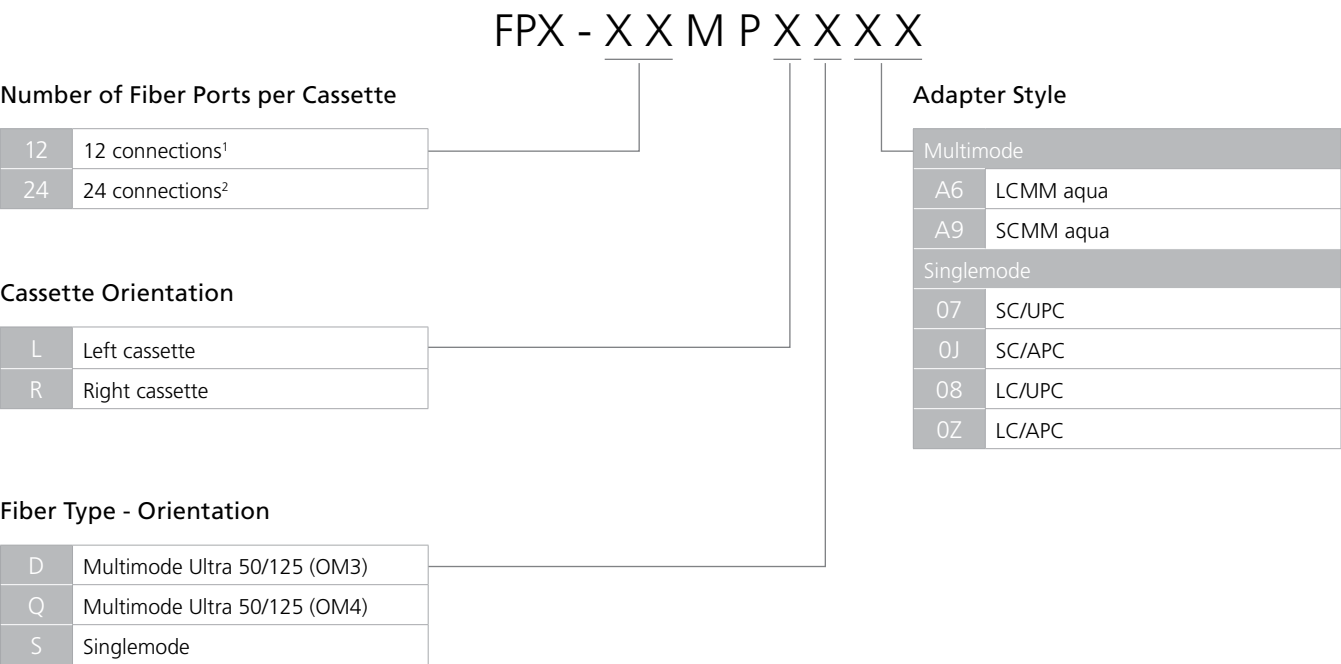 FPX - X X M P X X X X
Number of Fiber Ports per Cassette
12 12 connections¹
24 24 connections²
Cassette Orientation
L Left cassette
R Right cassette
Fiber Type - Orientation
D Multimode Ultra 50/125 (OM3)
Q Multimode Ultra 50/125 (OM4)
S Singlemode
Adapter Style
Multimode
A6 LCMM aqua
A9 SCMM aqua
Singlemode
07 SC/UPC
0J SC/APC
08 LC/UPC
0Z LC/APC